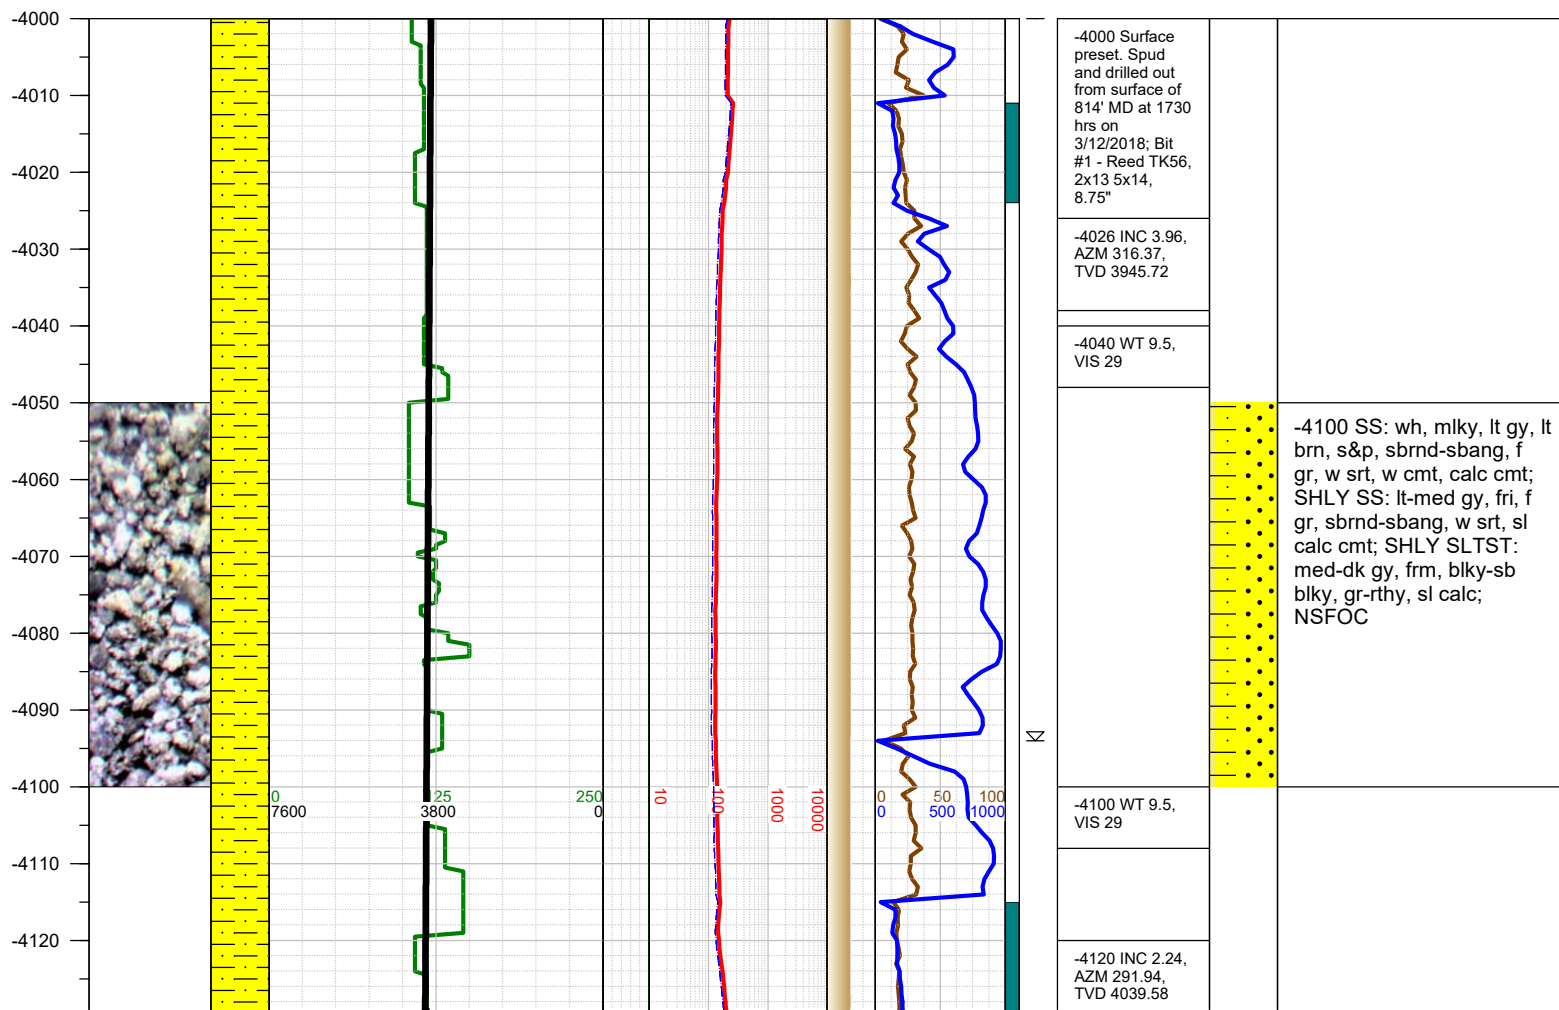 -4000
-4010
-4020
-4030
-4040
-4050
-4060
-4070
-4080
-4090
-4100
-4110
-4120
0 125 250
7600 3800 0
10 100 1000 10000
0 50 100
0 500 1000
-4000 Surface
preset. Spud
and drilled out
from surface of
814' MD at 1730
hrs on
3/12/2018; Bit
#1 - Reed TK56,
2x13 5x14,
8.75"
-4026 INC 3.96,
AZM 316.37,
TVD 3945.72
-4040 WT 9.5,
VIS 29
-4100 WT 9.5,
VIS 29
-4120 INC 2.24,
AZM 291.94,
TVD 4039.58
-4100 SS: wh, mlky, lt gy, lt
brn, s&p, sbrnd-sbang, f
gr, w srt, w cmt, calc cmt;
SHLY SS: lt-med gy, fri, f
gr, sbrnd-sbang, w srt, sl
calc cmt; SHLY SLTST:
med-dk gy, frm, blky-sb
blky, gr-rthy, sl calc;
NSFOC